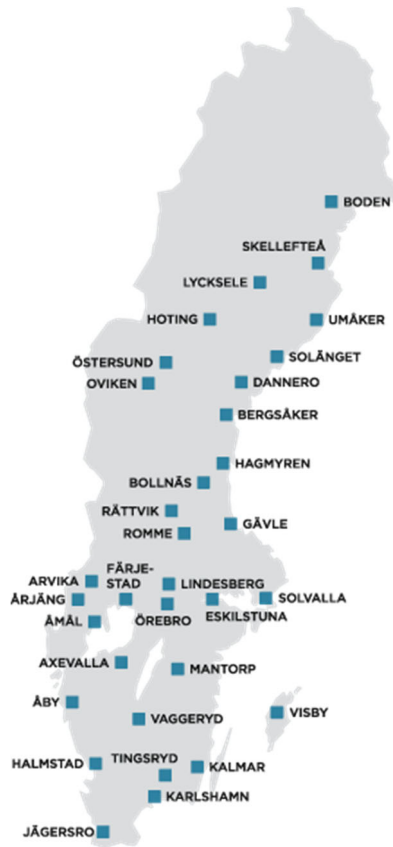 BODEN
SKELLEFTEÅ
LYCKSELE
HOTING
UMÅKER
SOLÄNGET
ÖSTERSUND
OVIKEN
DANNERO
BERGSÅKER
HAGMYREN
BOLLNÄS
RÄTTVIK
GÄVLE
ROMME
FÄRJE-
STAD
ARVIKA
LINDESBERG
ÅRJÄNG
SOLVALLA
ÖREBRO
ESKILSTUNA
ÅMÅL
AXEVALLA
MANTORP
ÅBY
VAGGERYD
VISBY
TINGSRYD
HALMSTAD
KALMAR
KARLSHAMN
JÄGERSRO